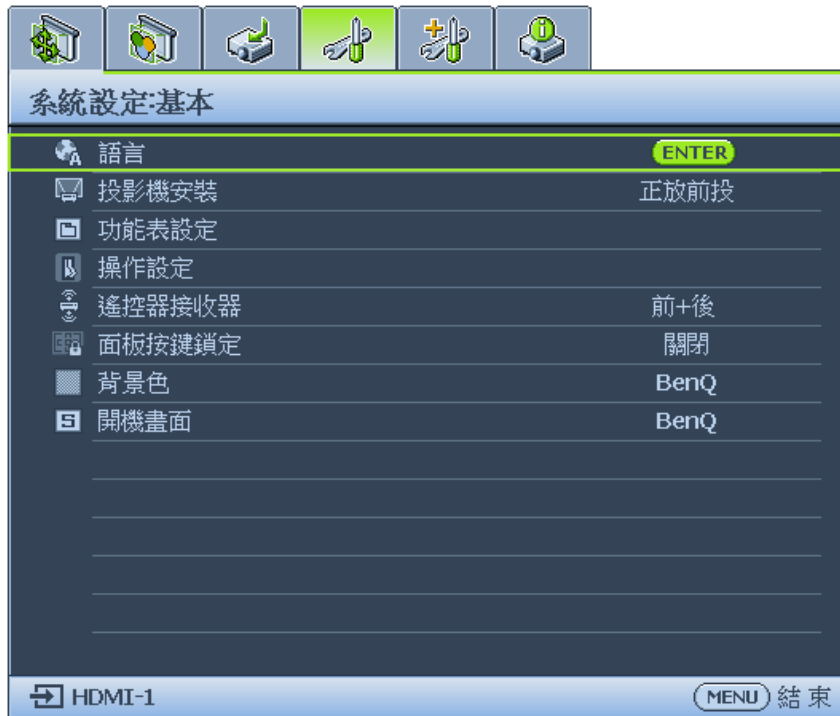 系統設定:基本
語言 ENTER
投影機安裝 正放前投
功能表設定
操作設定
遙控器接收器 前+後
面板按鍵鎖定 關閉
背景色 BenQ
開機畫面 BenQ
HDMI-1 MENU 結束